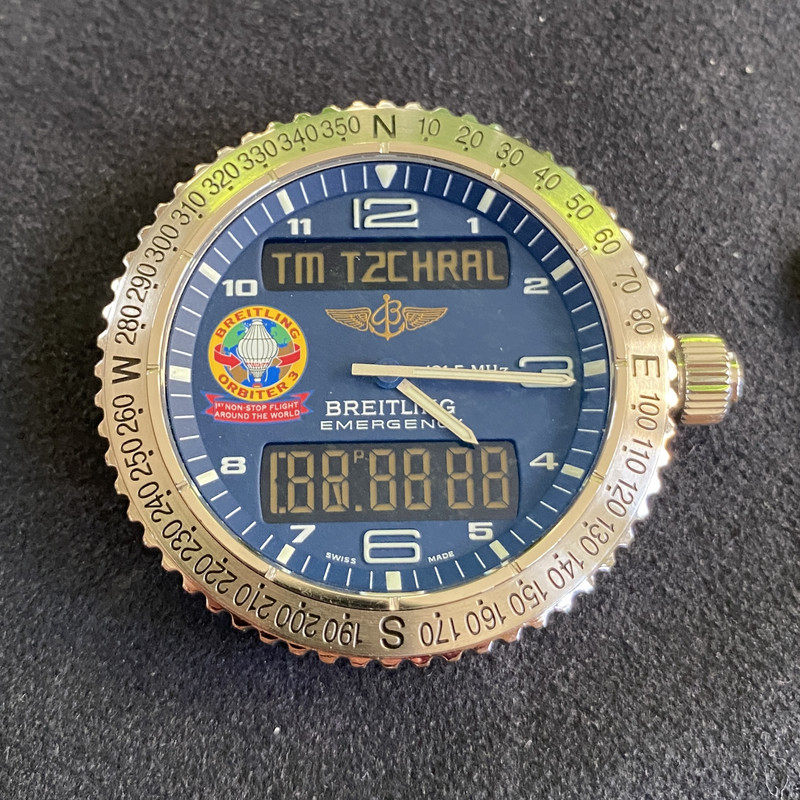 N 10 20 30 40 50 60 70 80 E 100 110 120 130 140 150 160 170 S 190 200 210 220 230 240 250 260 W 280 290 300 310 320 330 340 350
12
11 1
TM TZCHRAL
10 2
BREITLING
ORBITER 3
1ST NON-STOP FLIGHT
AROUND THE WORLD
B
MHz
3
BREITLING
8 4
P
7 5
6
SWISS MADE